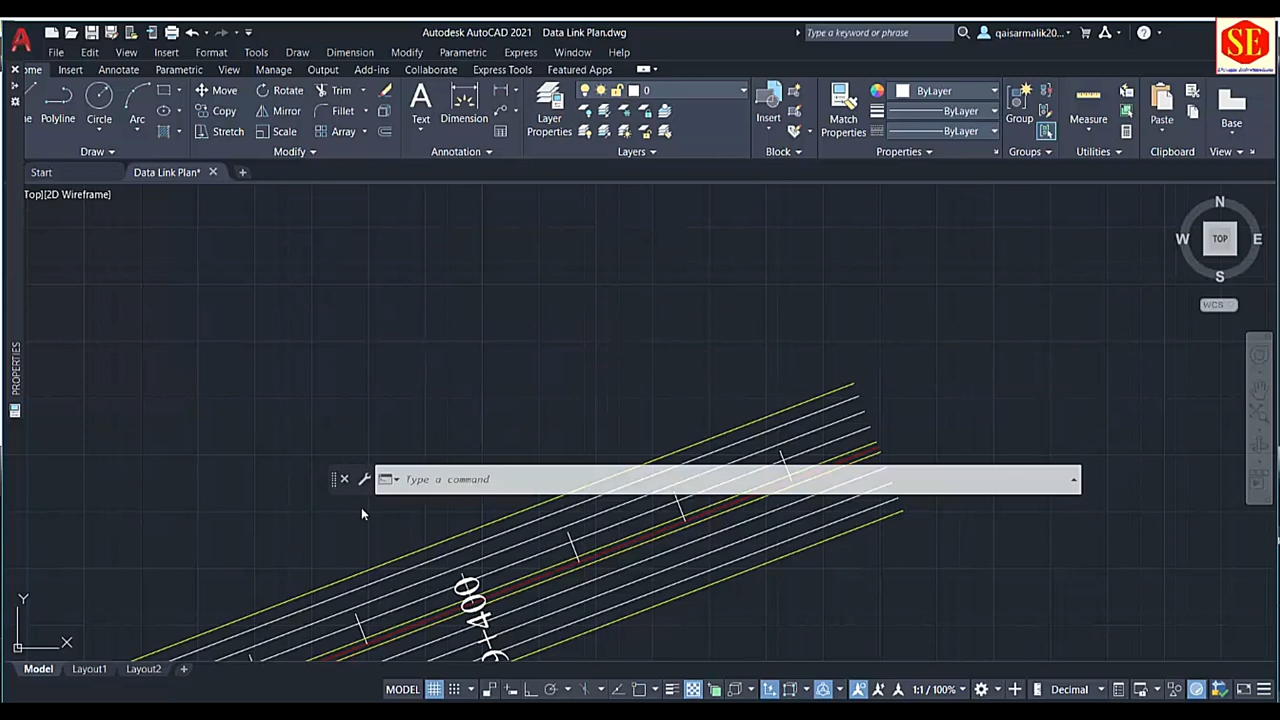 Autodesk AutoCAD 2021 Data Link Plan.dwg
Type a keyword or phrase
qaisarmalik20...
SE
File Edit View Insert Format Tools Draw Dimension Modify Parametric Express Window Help
ome Insert Annotate Parametric View Manage Output Add-ins Collaborate Express Tools Featured Apps
Polyline Circle Arc
Move Rotate Trim
Copy Mirror Fillet
Stretch Scale Array
Text Dimension
Layer Properties
0
Insert
Match Properties
ByLayer
ByLayer
ByLayer
Group
Measure
Paste
Base
Draw Modify Annotation Layers Block Properties Groups Utilities Clipboard View
Start Data Link Plan*
Top][2D Wireframe]
N
W TOP E
S
WCS
PROPERTIES
Type a command
Y
X
Model Layout1 Layout2
MODEL 1:1 / 100% Decimal